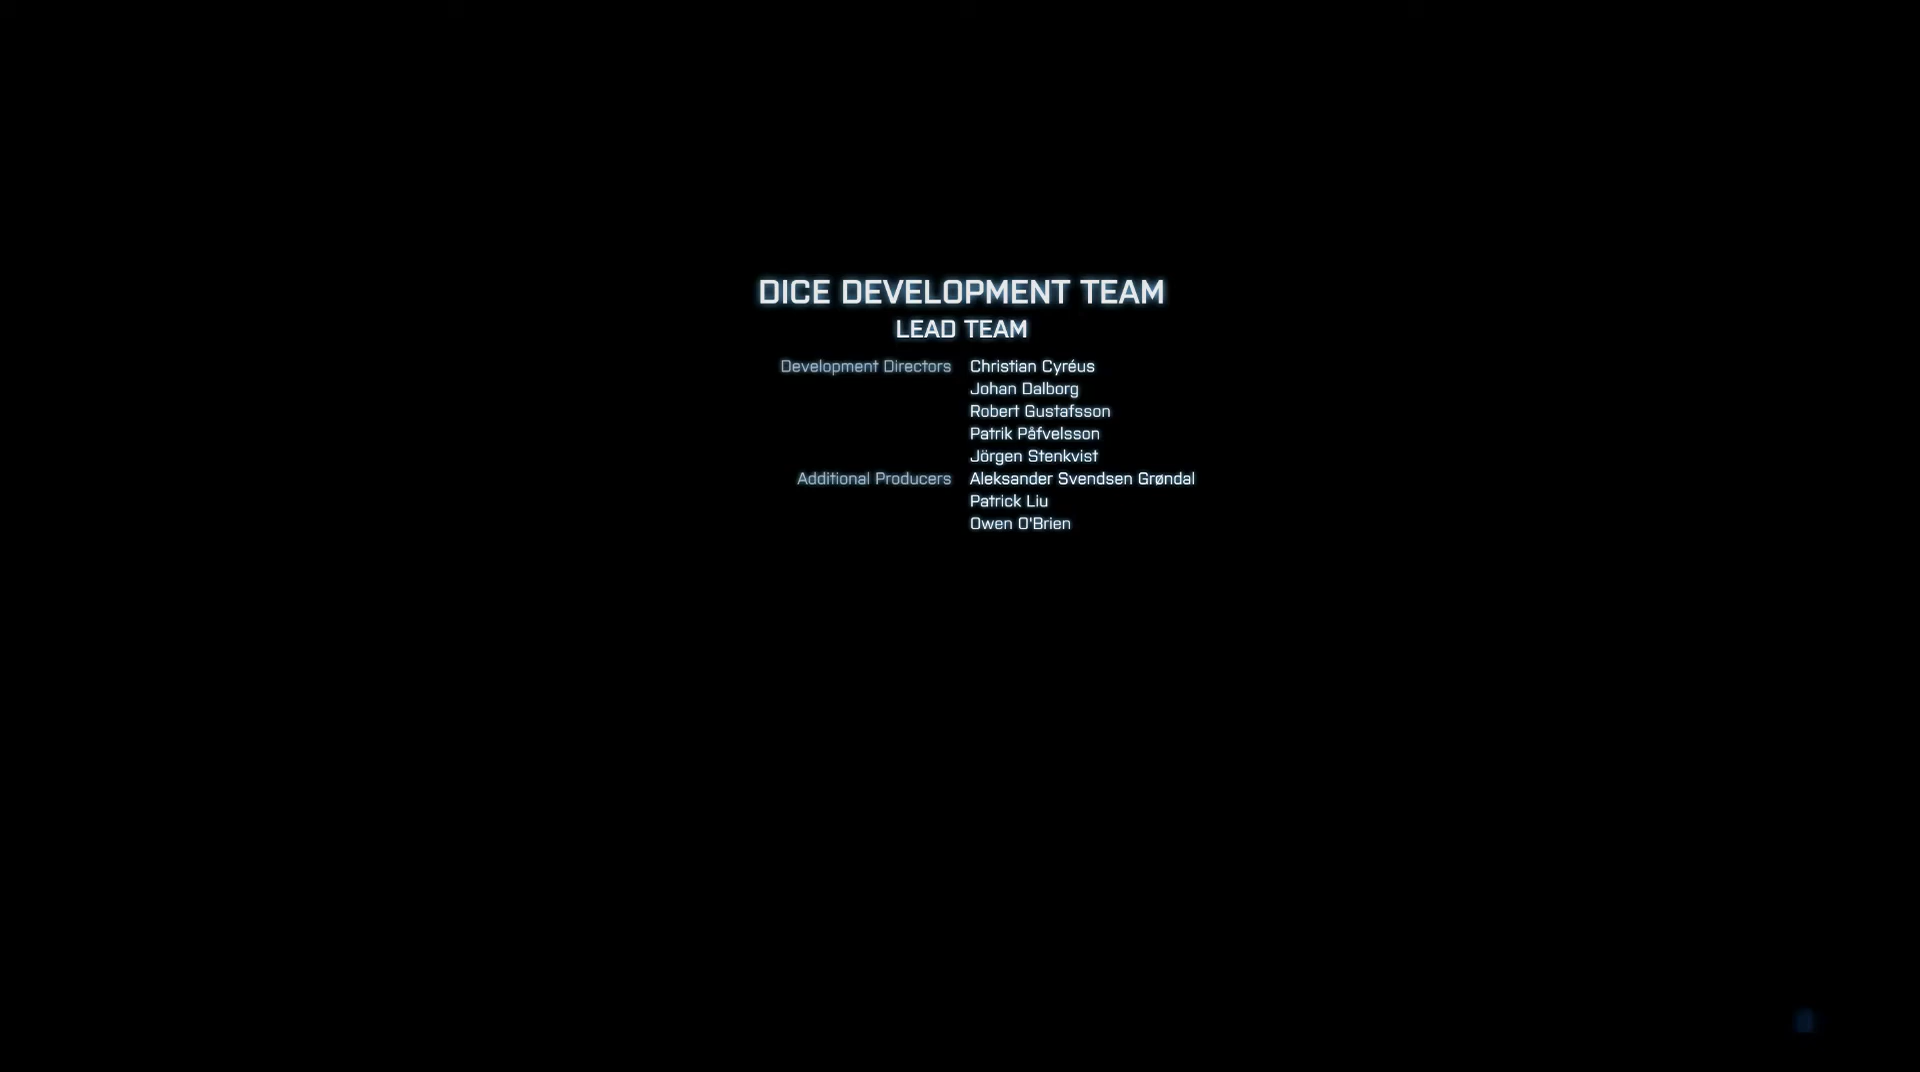 DICE DEVELOPMENT TEAM
LEAD TEAM
Development Directors Christian Cyréus
Johan Dalborg
Robert Gustafsson
Patrik Påfvelsson
Jörgen Stenkvist
Additional Producers Aleksander Svendsen Grøndal
Patrick Liu
Owen O'Brien